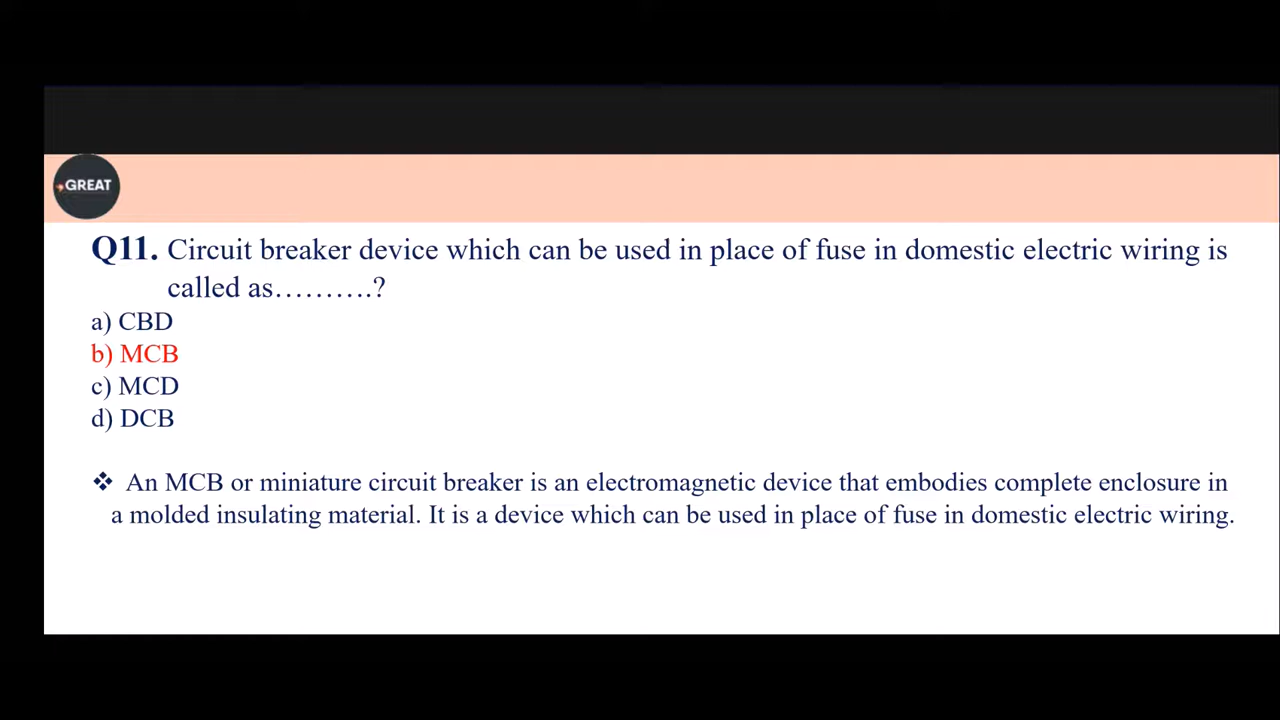 GREAT
Q11. Circuit breaker device which can be used in place of fuse in domestic electric wiring is
called as……….?
a) CBD
b) MCB
c) MCD
d) DCB
❖ An MCB or miniature circuit breaker is an electromagnetic device that embodies complete enclosure in
a molded insulating material. It is a device which can be used in place of fuse in domestic electric wiring.